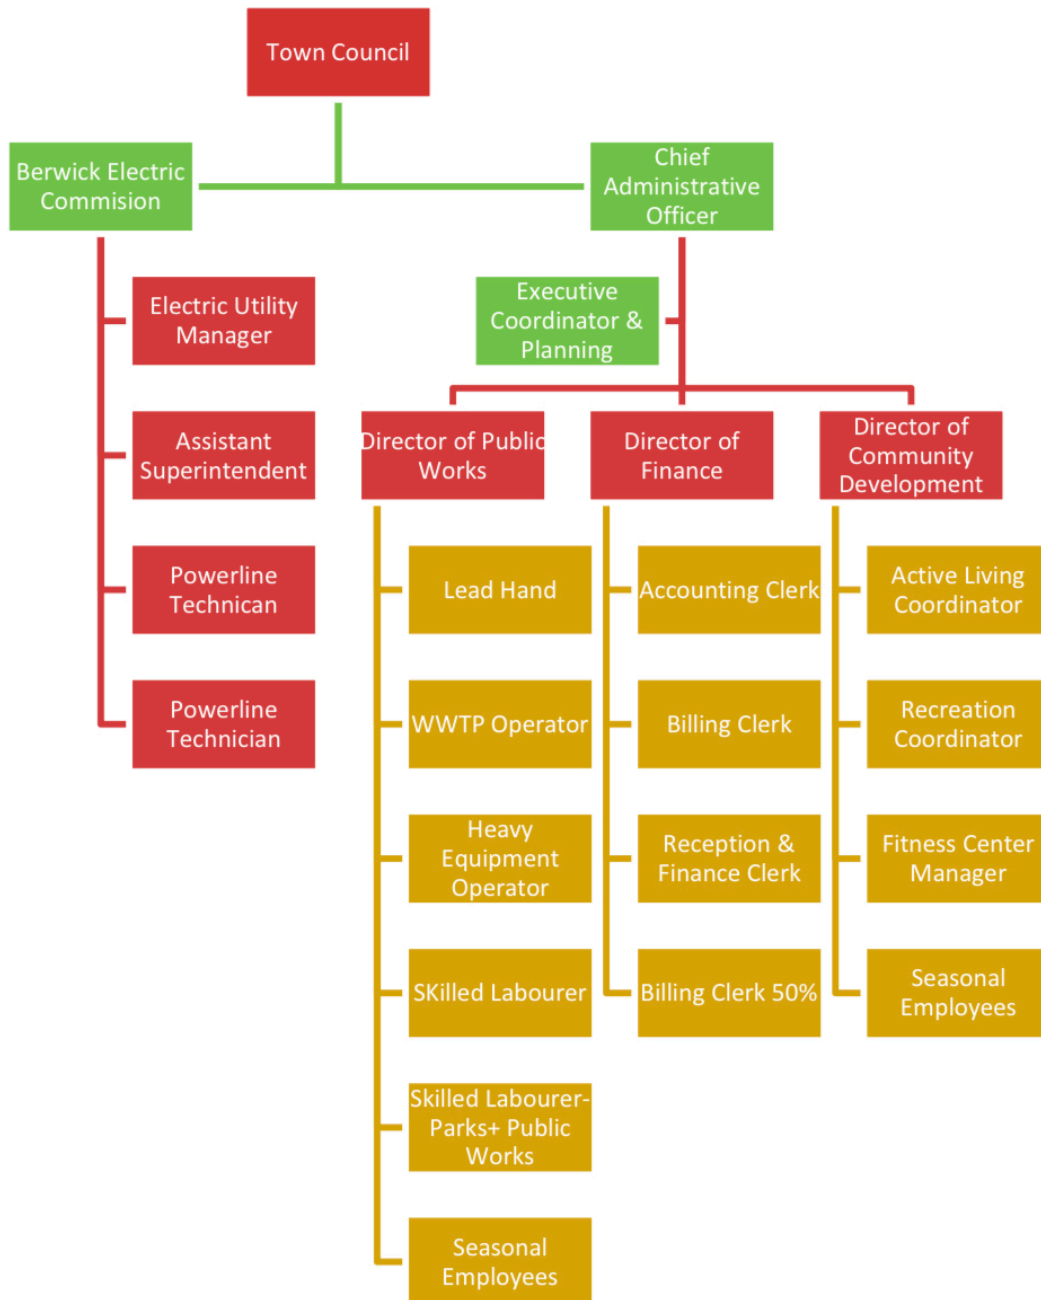 Town Council
Berwick Electric
Commision
Chief
Administrative
Officer
Electric Utility
Manager
Executive
Coordinator &
Planning
Assistant
Superintendent
Powerline
Technican
Powerline
Technician
Director of Public
Works
Lead Hand
WWTP Operator
Heavy
Equipment
Operator
SKilled Labourer
Skilled Labourer-
Parks+ Public
Works
Seasonal
Employees
Director of
Finance
Accounting Clerk
Billing Clerk
Reception &
Finance Clerk
Billing Clerk 50%
Director of
Community
Development
Active Living
Coordinator
Recreation
Coordinator
Fitness Center
Manager
Seasonal
Employees